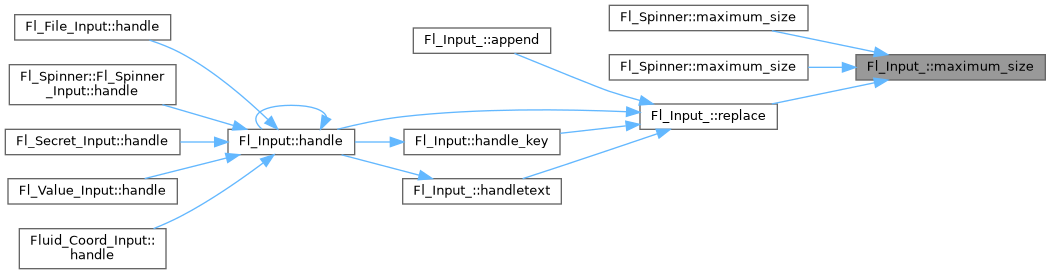 Fl_File_Input::handle
Fl_Spinner::Fl_Spinner
_Input::handle
Fl_Secret_Input::handle
Fl_Value_Input::handle
Fluid_Coord_Input::
handle
Fl_Input::handle
Fl_Input_::append
Fl_Input::handle_key
Fl_Input_::handletext
Fl_Spinner::maximum_size
Fl_Spinner::maximum_size
Fl_Input_::replace
Fl_Input_::maximum_size